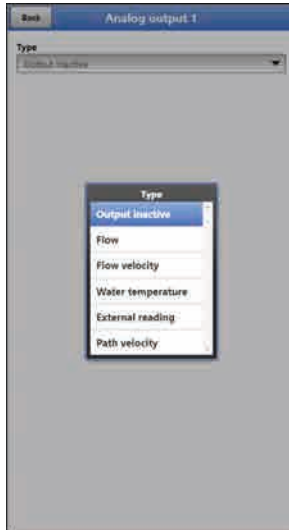 Back
Analog output 1
Type
Output inactive
Type
Output inactive
Flow
Flow velocity
Water temperature
External reading
Path velocity